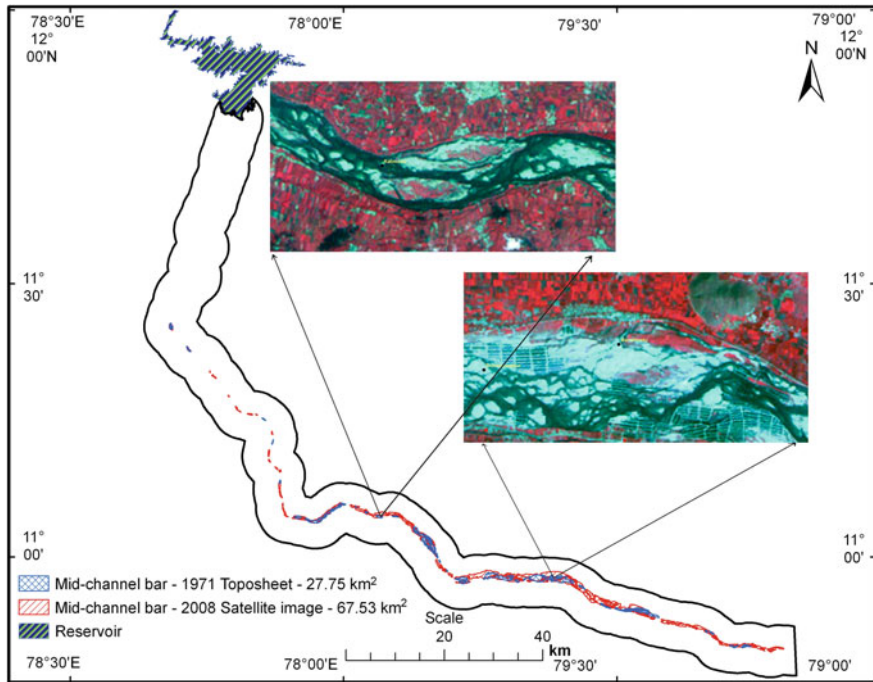 78°30'E 78°00'E 79°30'E 79°00'E
12°
00'N
12°
00'N
N
11°
30'
11°
30'
11°
00'
11°
00'
Mid-channel bar - 1971 Toposheet - 27.75 km²
Mid-channel bar - 2008 Satellite image - 67.53 km²
Reservoir
Scale
20 40
km
78°30'E 78°00'E 79°30'E 79°00'E